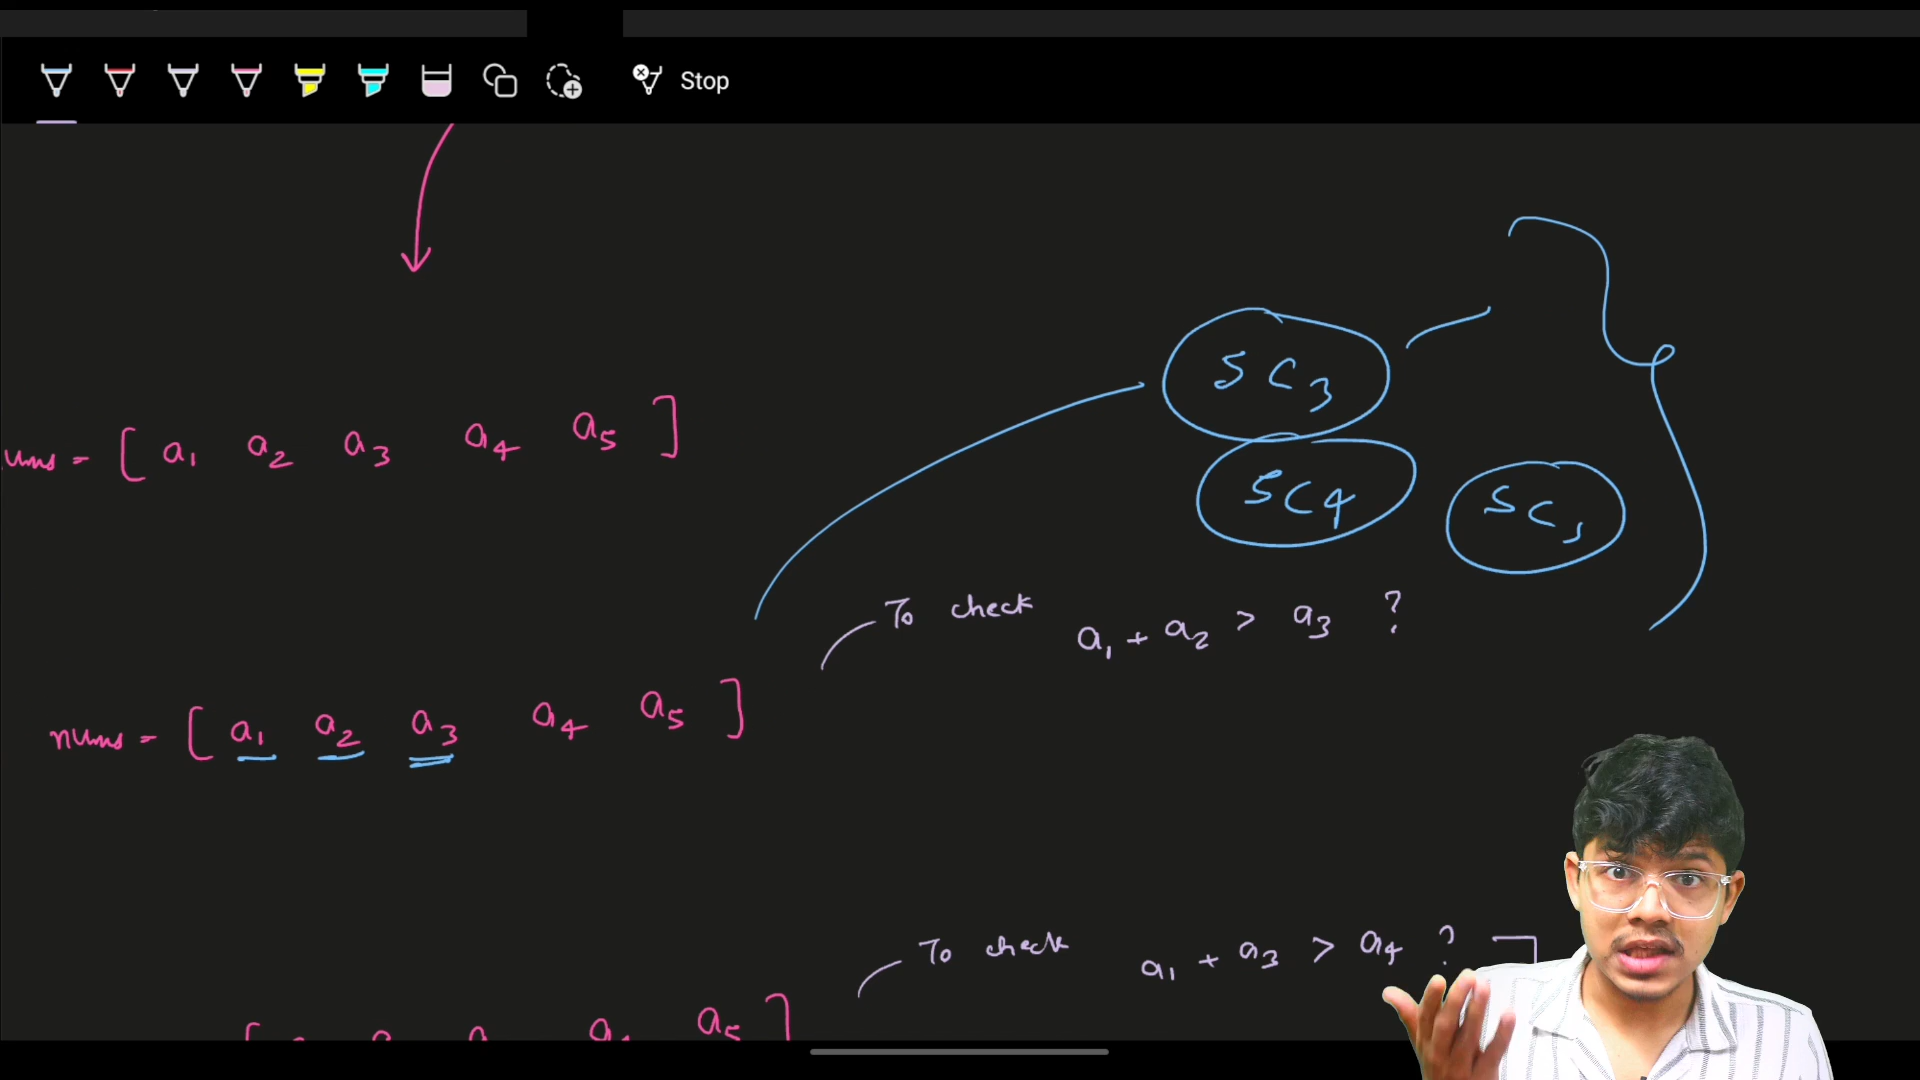 Stop
5C3
5C4
5C5
nums = [ a1 a2 a3 a4 a5 ]
To check a1 + a2 > a3 ?
nums = [ a1 a2 a3 a4 a5 ]
To check a1 + a3 > a4 ?
a5 ]